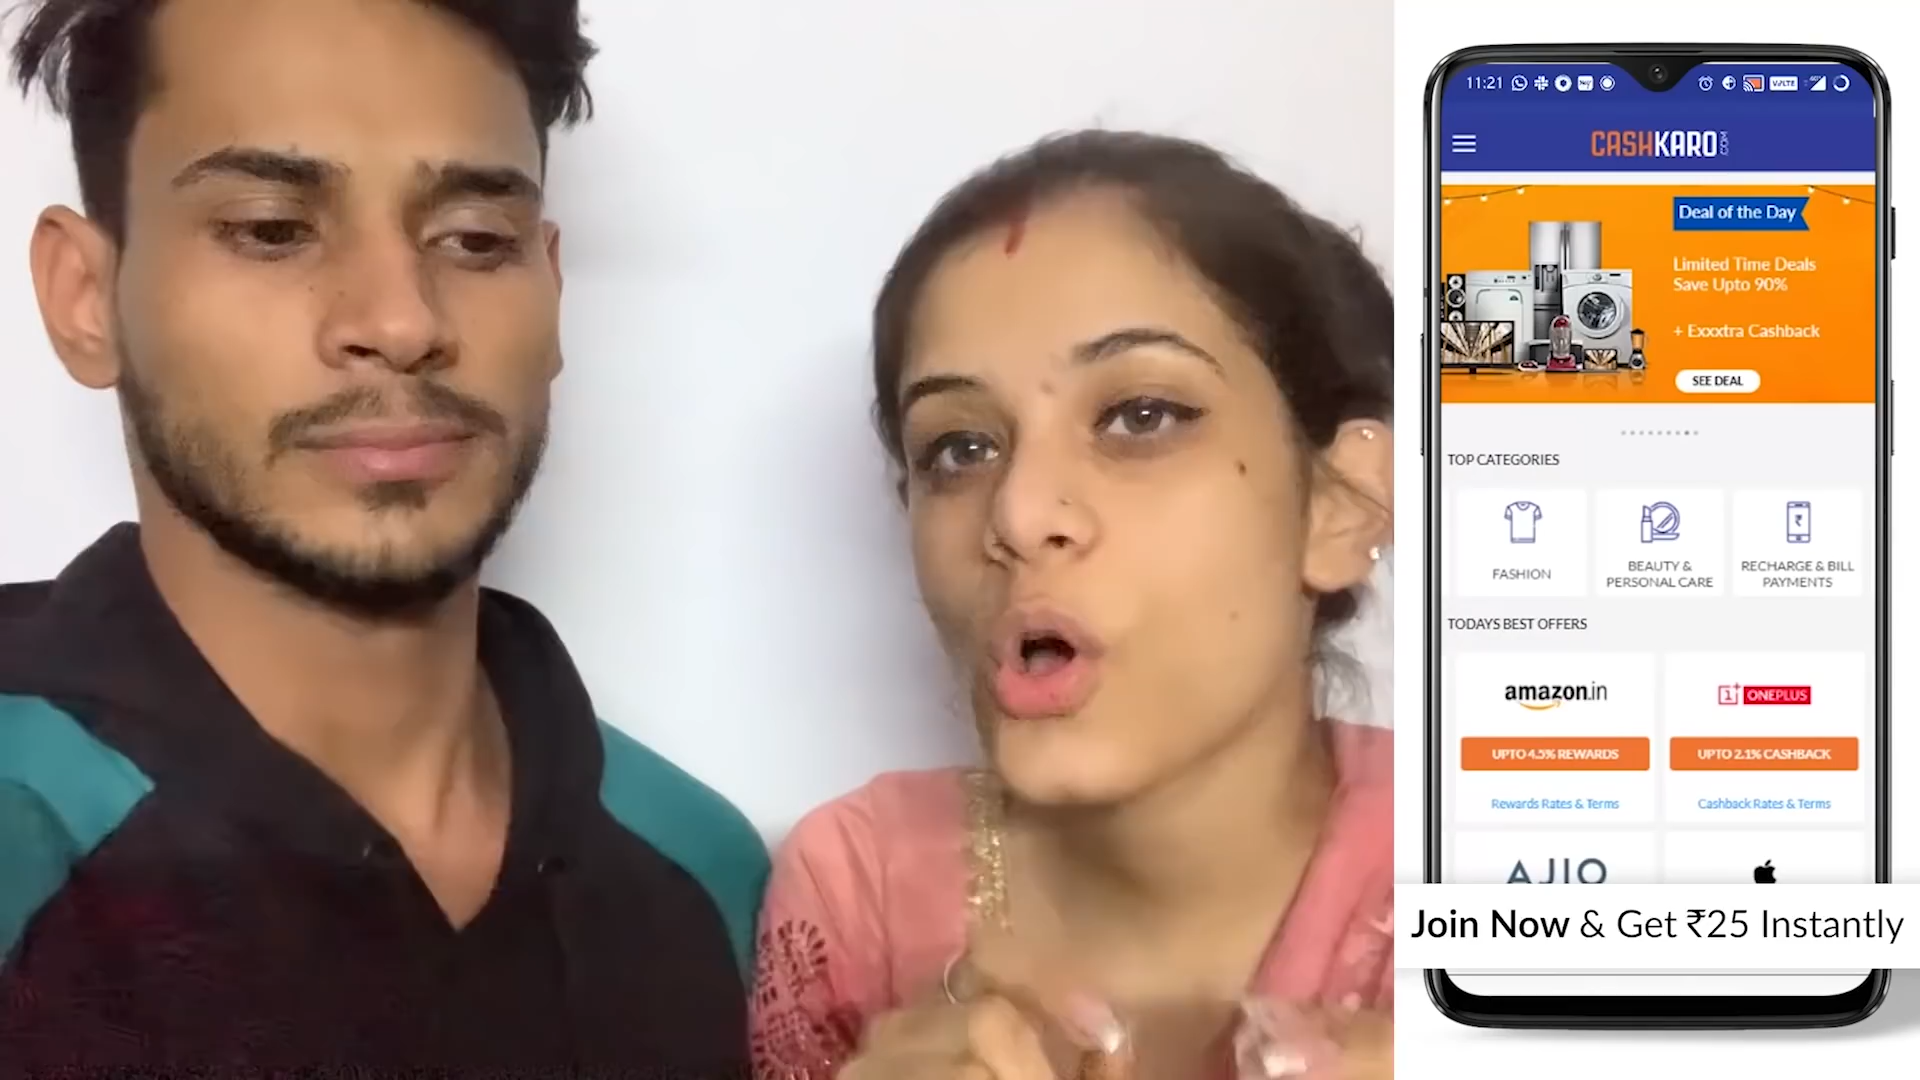 11:21
CASHKARO.COM
Deal of the Day
Limited Time Deals
Save Upto 90%
+ Exxxtra Cashback
SEE DEAL
TOP CATEGORIES
FASHION
BEAUTY &
PERSONAL CARE
RECHARGE & BILL
PAYMENTS
TODAYS BEST OFFERS
amazon.in
ONEPLUS
UPTO 4.5% REWARDS
UPTO 2.1% CASHBACK
Rewards Rates & Terms
Cashback Rates & Terms
AJIO
Join Now & Get ₹25 Instantly